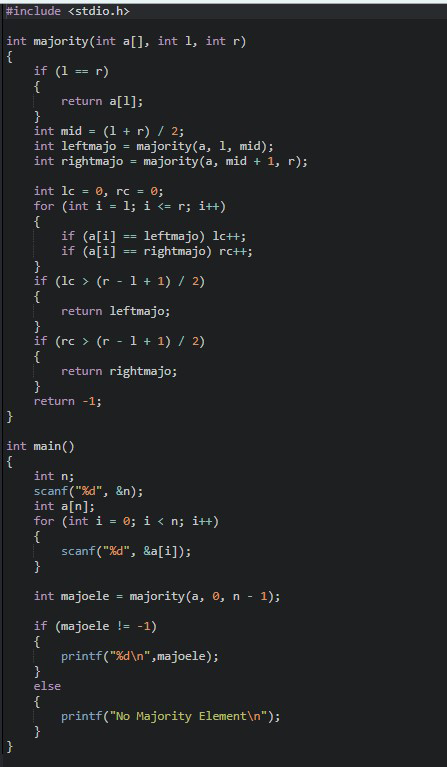 #include <stdio.h>

int majority(int a[], int l, int r)
{
    if (l == r)
    {
        return a[l];
    }
    int mid = (l + r) / 2;
    int leftmajo = majority(a, l, mid);
    int rightmajo = majority(a, mid + 1, r);

    int lc = 0, rc = 0;
    for (int i = l; i <= r; i++)
    {
        if (a[i] == leftmajo) lc++;
        if (a[i] == rightmajo) rc++;
    }
    if (lc > (r - l + 1) / 2)
    {
        return leftmajo;
    }
    if (rc > (r - l + 1) / 2)
    {
        return rightmajo;
    }
    return -1;
}

int main()
{
    int n;
    scanf("%d", &n);
    int a[n];
    for (int i = 0; i < n; i++)
    {
        scanf("%d", &a[i]);
    }

    int majoele = majority(a, 0, n - 1);

    if (majoele != -1)
    {
        printf("%d\n",majoele);
    }
    else
    {
        printf("No Majority Element\n");
    }
}